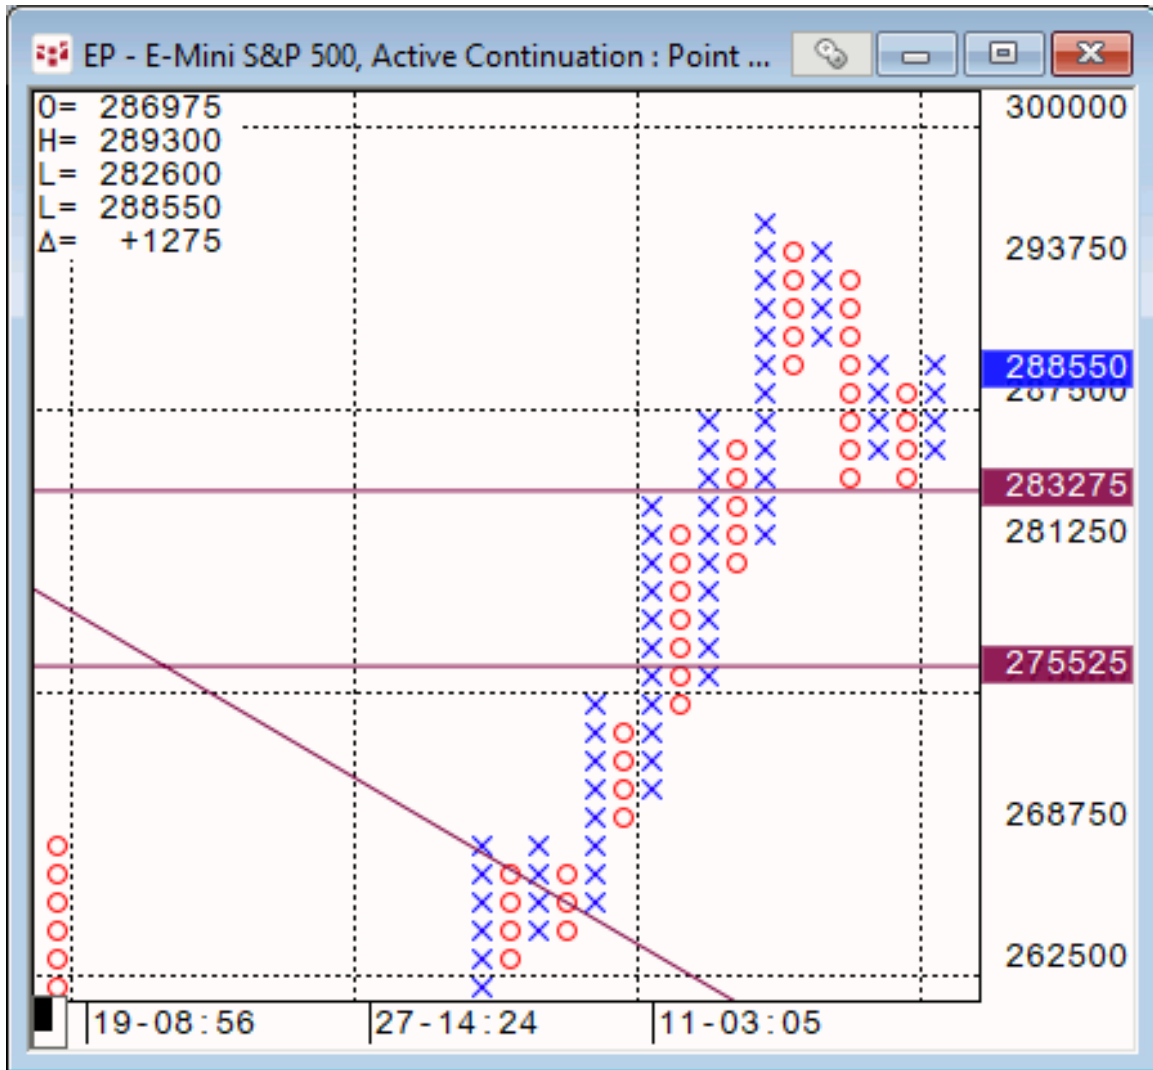 EP - E-Mini S&P 500, Active Continuation : Point ...
O= 286975
H= 289300
L= 282600
L= 288550
Δ= +1275
300000
293750
288550
287500
283275
281250
275525
268750
262500
19-08:56
27-14:24
11-03:05